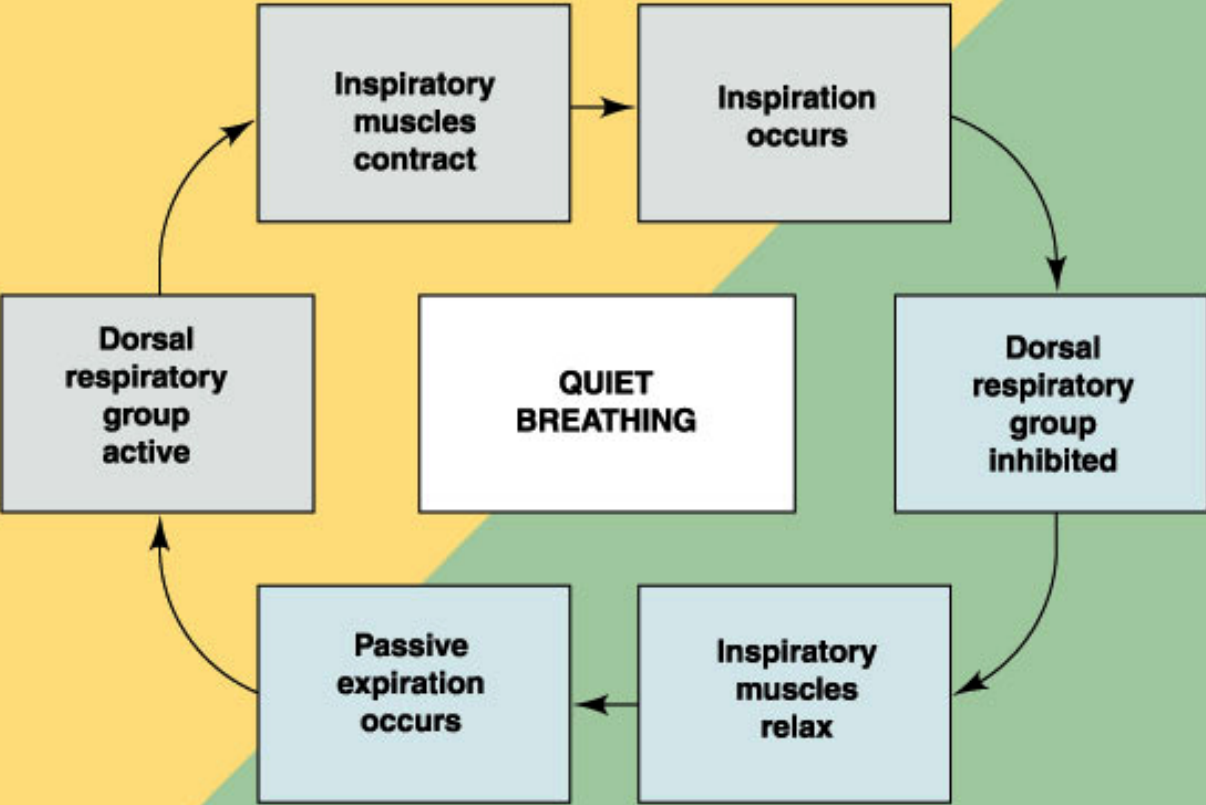 Inspiratory
muscles
contract
Inspiration
occurs
Dorsal
respiratory
group
active
QUIET
BREATHING
Dorsal
respiratory
group
inhibited
Passive
expiration
occurs
Inspiratory
muscles
relax